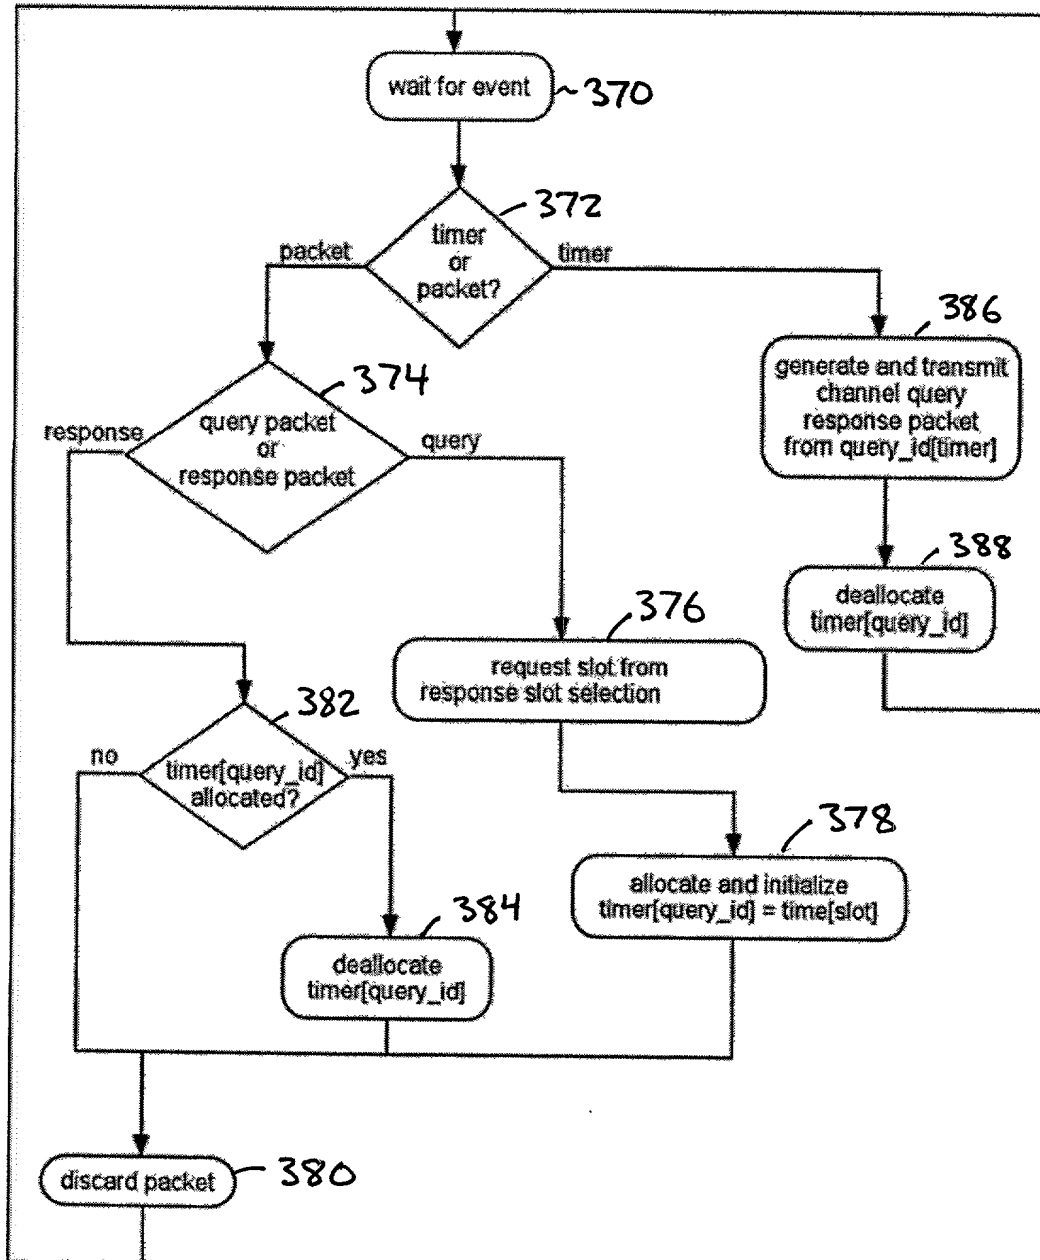 wait for event
370
372
timer
or
packet?
packet
timer
386
generate and transmit
channel query
response packet
from query_id[timer]
374
query packet
or
response packet
response
query
388
deallocate
timer[query_id]
376
request slot from
response slot selection
382
timer[query_id]
allocated?
no
yes
378
allocate and initialize
timer[query_id] = time[slot]
384
deallocate
timer[query_id]
discard packet
380